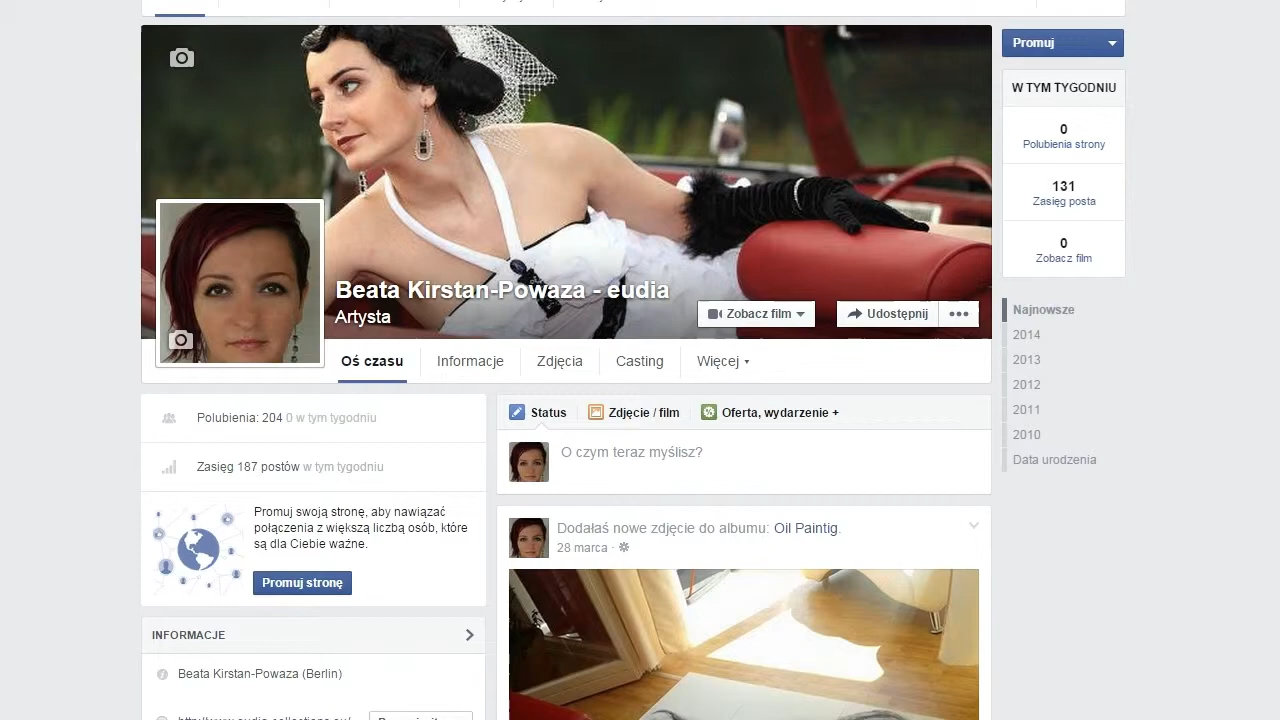 Promuj
W TYM TYGODNIU
0
Polubienia strony
131
Zasięg posta
0
Zobacz film
Beata Kirstan-Powaza - eudia
Artysta
Zobacz film
Udostępnij
Oś czasu
Informacje
Zdjęcia
Casting
Więcej
Najnowsze
2014
2013
2012
2011
2010
Data urodzenia
Polubienia: 204 0 w tym tygodniu
Zasięg 187 postów w tym tygodniu
Promuj swoją stronę, aby nawiązać
połączenia z większą liczbą osób, które
są dla Ciebie ważne.
Promuj stronę
INFORMACJE
Beata Kirstan-Powaza (Berlin)
Status
Zdjęcie / film
Oferta, wydarzenie +
O czym teraz myślisz?
Dodałaś nowe zdjęcie do albumu: Oil Paintig.
28 marca ·